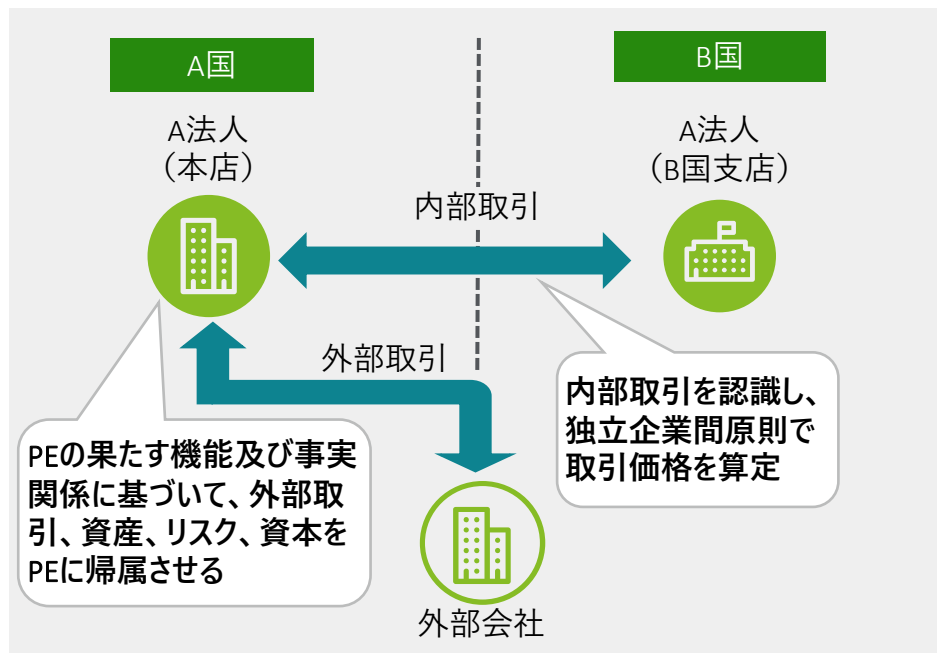 A国
B国
A法人
（本店）
A法人
（B国支店）
内部取引
外部取引
内部取引を認識し、
独立企業間原則で
取引価格を算定
PEの果たす機能及び事実
関係に基づいて、外部取
引、資産、リスク、資本を
PEに帰属させる
外部会社